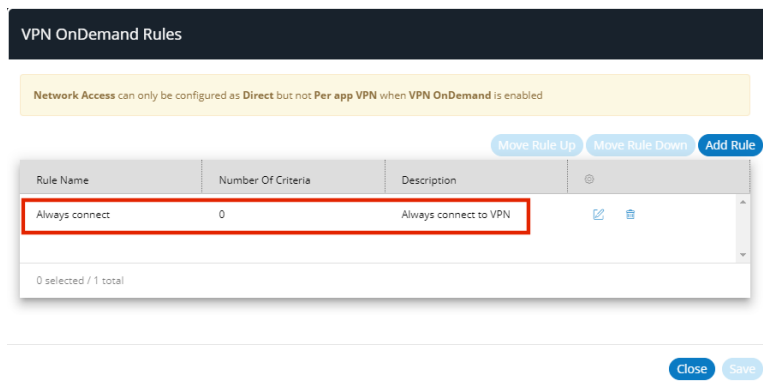 VPN OnDemand Rules
Network Access can only be configured as Direct but not Per app VPN when VPN OnDemand is enabled
Move Rule Up Move Rule Down Add Rule
Rule Name Number Of Criteria Description
Always connect 0 Always connect to VPN
0 selected / 1 total
Close Save